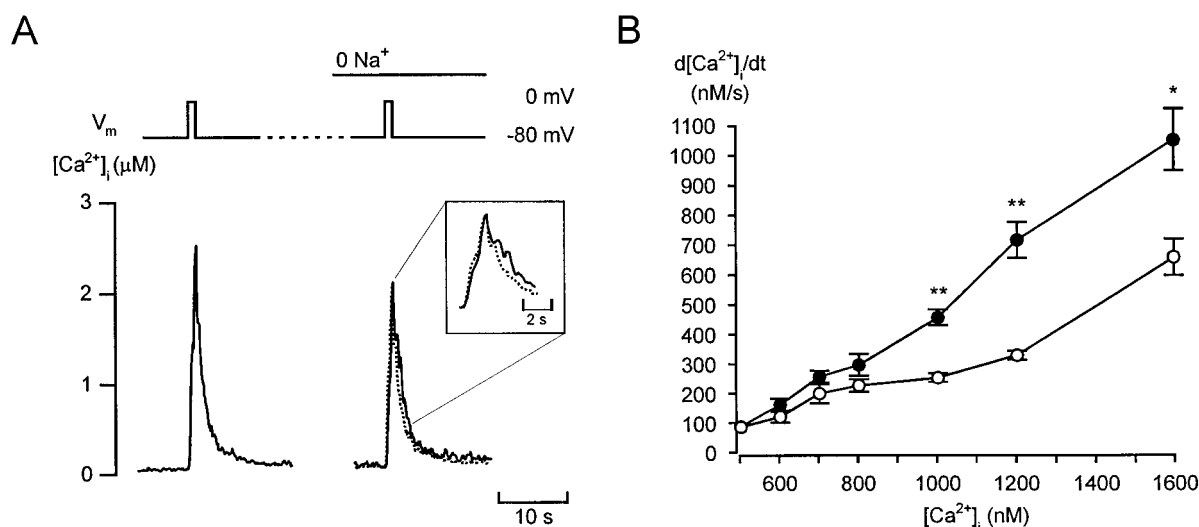 A
0 Na⁺
0 mV
Vₘ
-80 mV
[Ca²⁺]ᵢ (μM)
3
2
1
0
2 s
10 s
B
d[Ca²⁺]ᵢ/dt
(nM/s)
1100
1000
900
800
700
600
500
400
300
200
100
0
**
**
*
600 800 1000 1200 1400 1600
[Ca²⁺]ᵢ (nM)